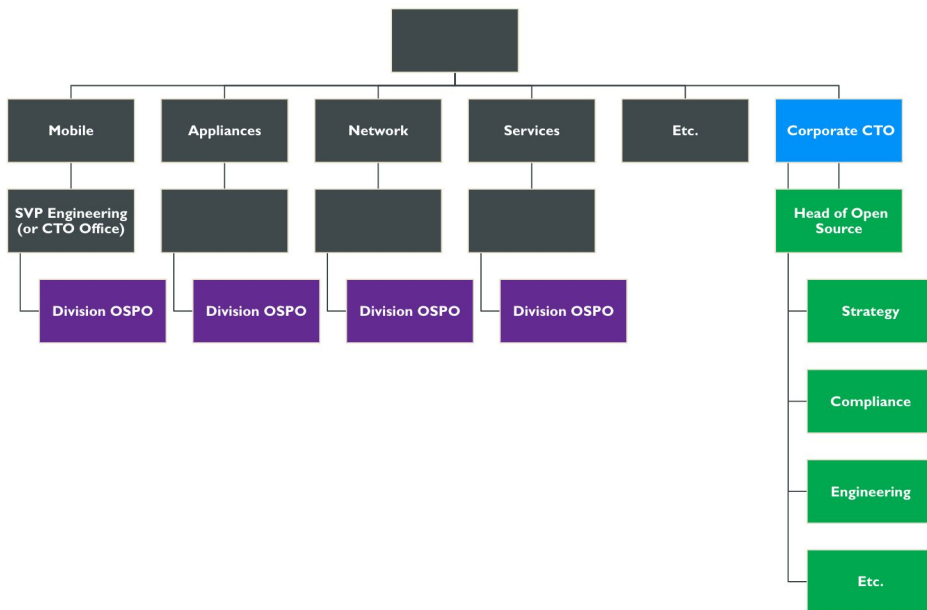 Mobile
Appliances
Network
Services
Etc.
Corporate CTO
SVP Engineering
(or CTO Office)
Head of Open
Source
Division OSPO
Division OSPO
Division OSPO
Division OSPO
Strategy
Compliance
Engineering
Etc.